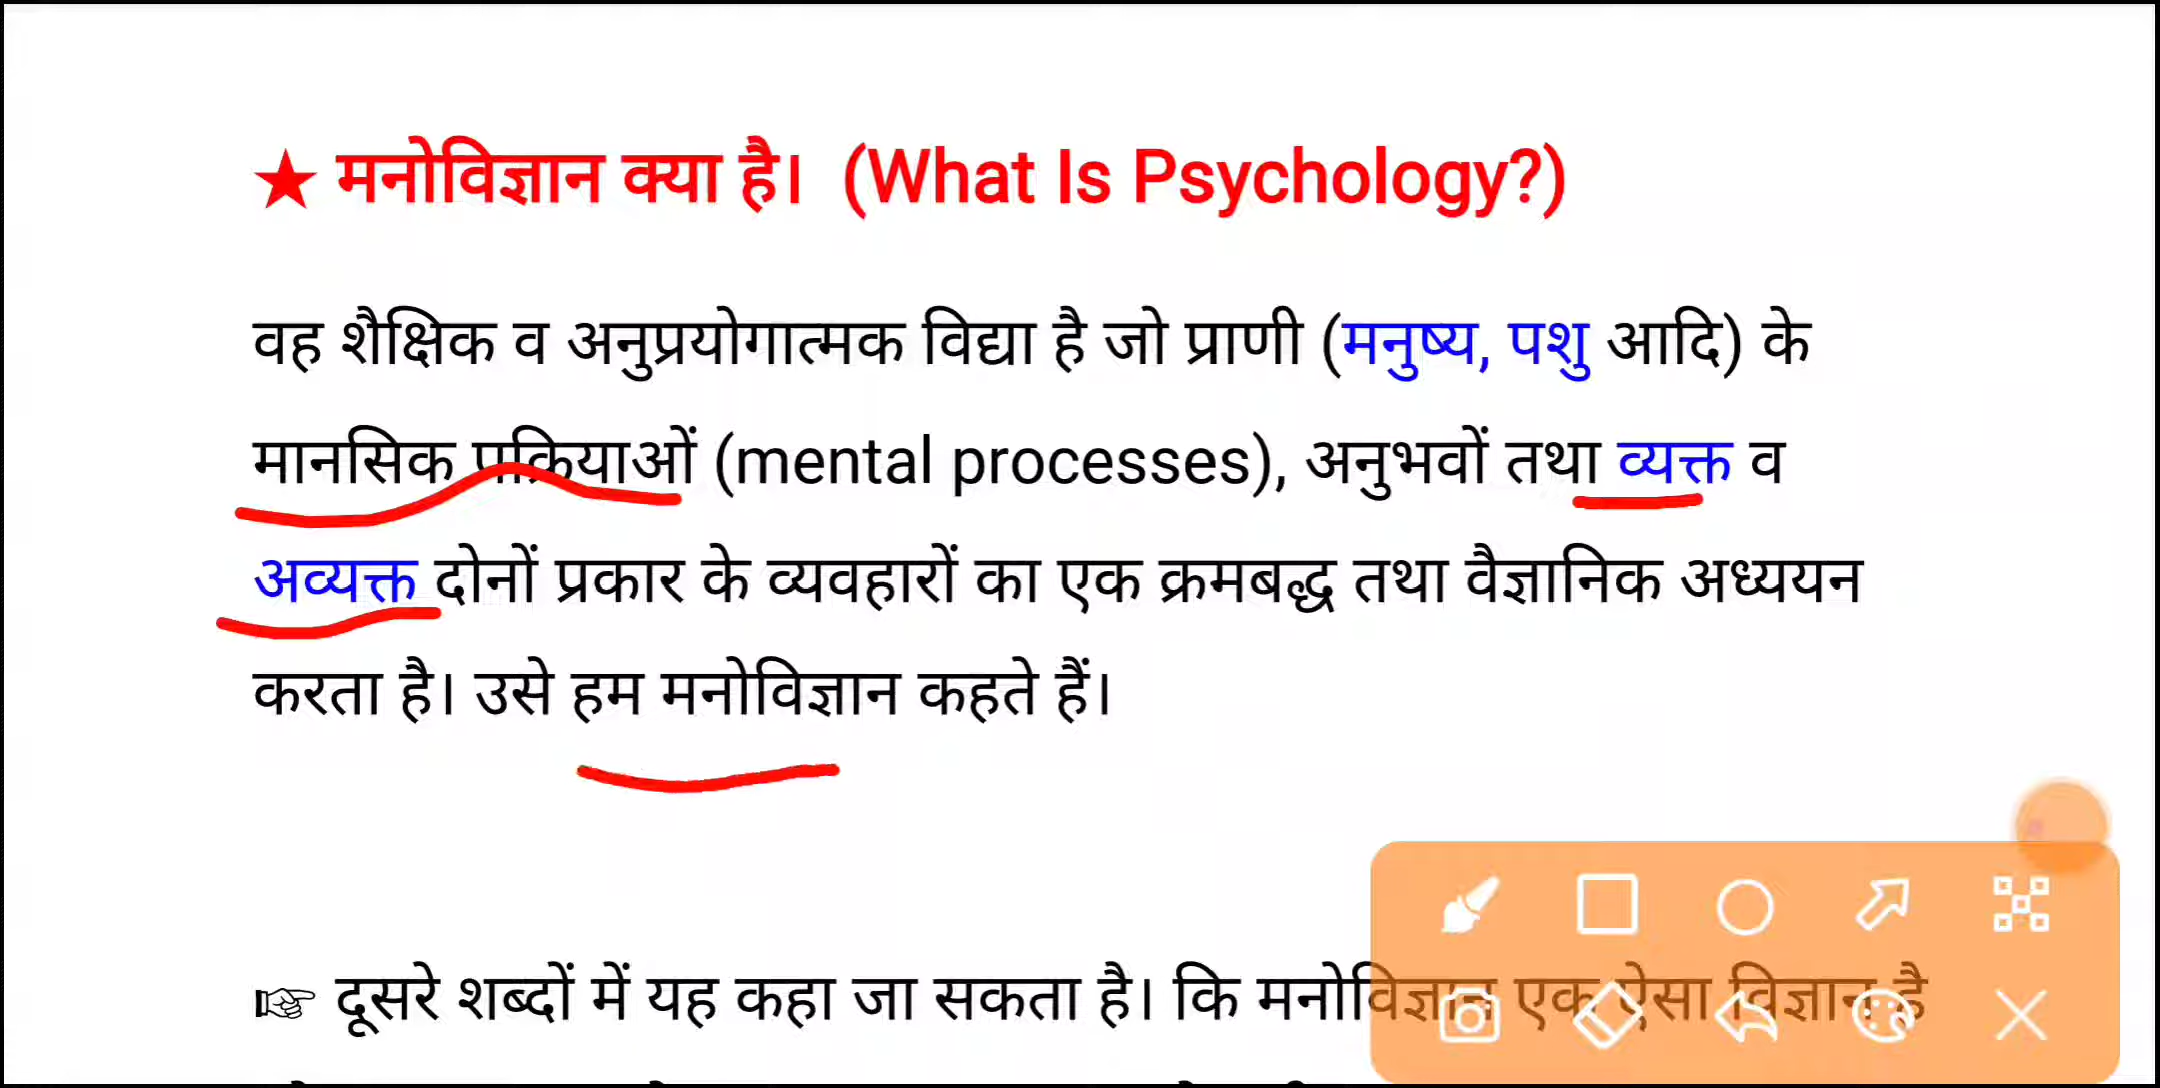 ★ मनोविज्ञान क्या है। (What Is Psychology?)
वह शैक्षिक व अनुप्रयोगात्मक विद्या है जो प्राणी (मनुष्य, पशु आदि) के
मानसिक प्रक्रियाओं (mental processes), अनुभवों तथा व्यक्त व
अव्यक्त दोनों प्रकार के व्यवहारों का एक क्रमबद्ध तथा वैज्ञानिक अध्ययन
करता है। उसे हम मनोविज्ञान कहते हैं।
☞ दूसरे शब्दों में यह कहा जा सकता है। कि मनोविज्ञान एक ऐसा विज्ञान है